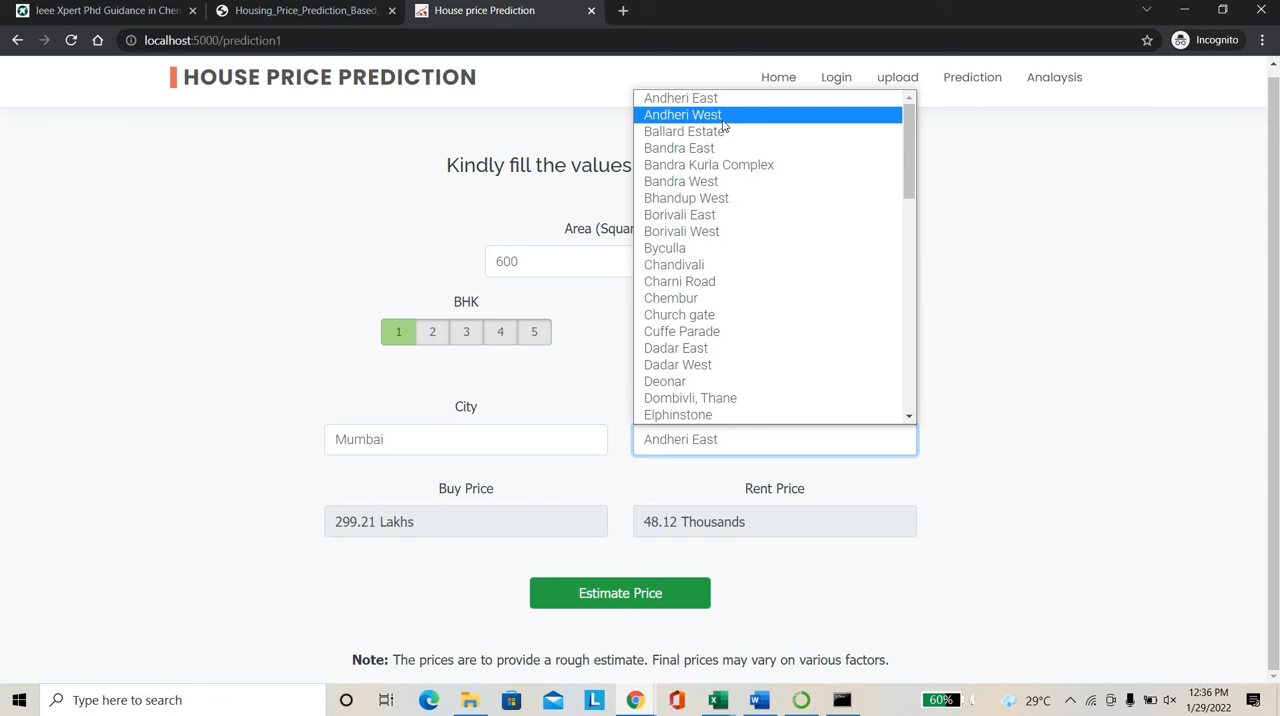 Ieee Xpert Phd Guidance in Chen
Housing_Price_Prediction_Based
House price Prediction
localhost:5000/prediction1
Incognito
HOUSE PRICE PREDICTION
Home Login upload Prediction Analaysis
Kindly fill the values
Area (Squar
600
BHK
1 2 3 4 5
Andheri East
Andheri West
Ballard Estate
Bandra East
Bandra Kurla Complex
Bandra West
Bhandup West
Borivali East
Borivali West
Byculla
Chandivali
Charni Road
Chembur
Church gate
Cuffe Parade
Dadar East
Dadar West
Deonar
Dombivli, Thane
Elphinstone
City
Mumbai
Andheri East
Buy Price
Rent Price
299.21 Lakhs
48.12 Thousands
Estimate Price
Note: The prices are to provide a rough estimate. Final prices may vary on various factors.
Type here to search
60%
29°C
12:36 PM
1/29/2022